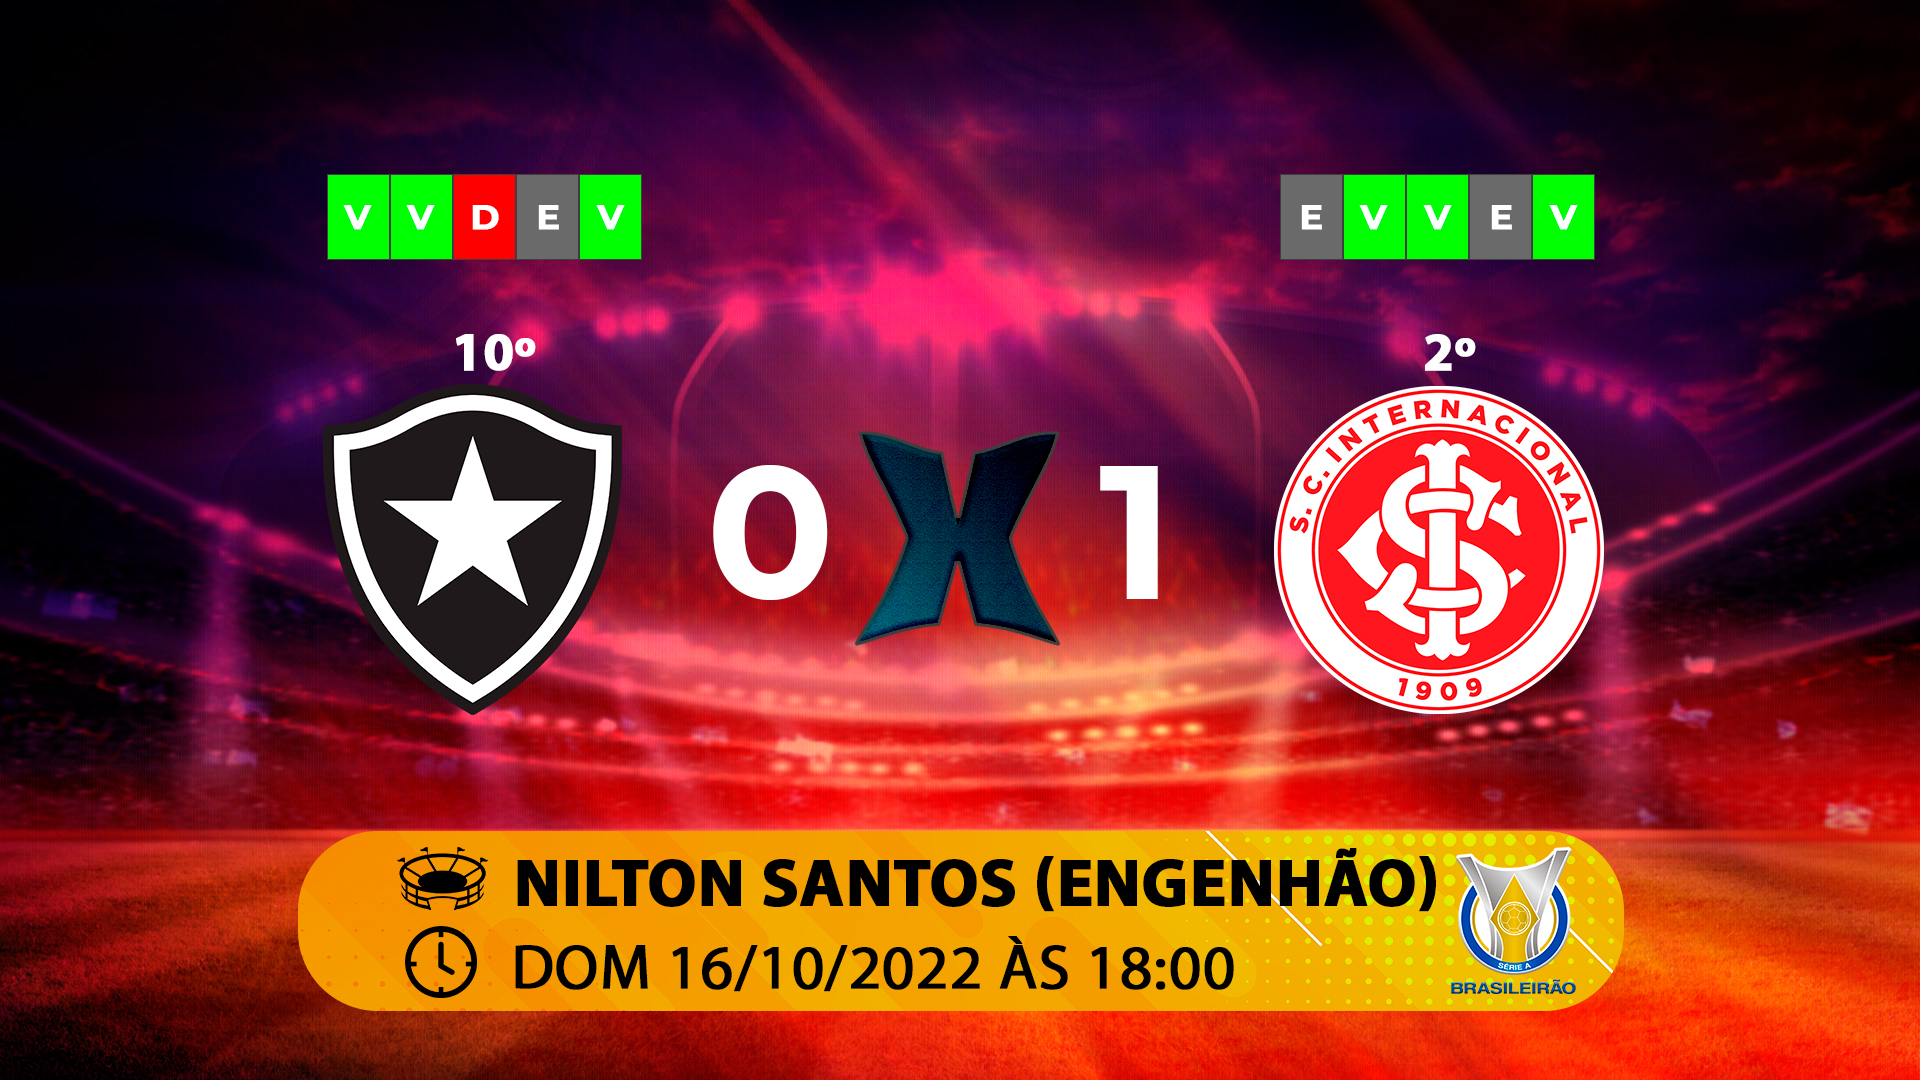 V V D E V
E V V E V
10º
2º
0 X 1
S. C. INTERNACIONAL
1909
NILTON SANTOS (ENGENHÃO)
DOM 16/10/2022 ÀS 18:00
SÉRIE A
BRASILEIRÃO